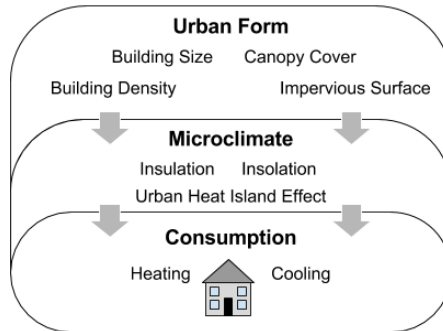 Urban Form
Building Size Canopy Cover
Building Density Impervious Surface
Microclimate
Insulation Insolation
Urban Heat Island Effect
Consumption
Heating Cooling